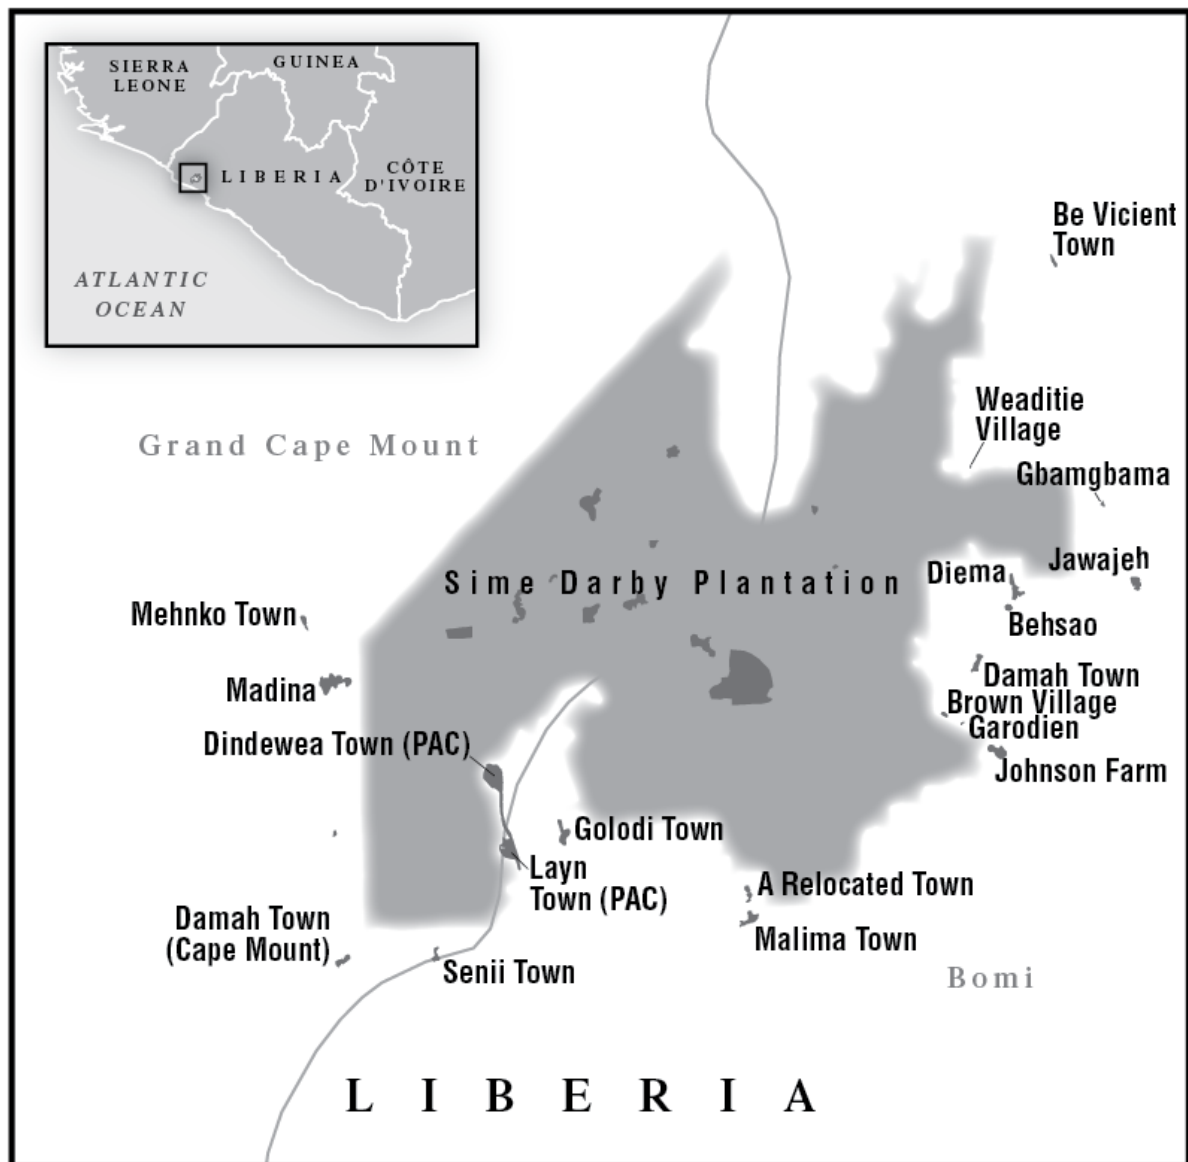 SIERRA
LEONE
GUINEA
LIBERIA
CÔTE
D'IVOIRE
ATLANTIC
OCEAN
Be Vicient
Town
Weaditie
Village
Grand Cape Mount
Gbamgbama
Jawajeh
Diema
Sime Darby Plantation
Mehnko Town
Behsao
Damah Town
Madina
Brown Village
Garodien
Dindewea Town (PAC)
Johnson Farm
Golodi Town
Layn
Town (PAC)
A Relocated Town
Damah Town
(Cape Mount)
Malima Town
Senii Town
Bomi
LIBERIA